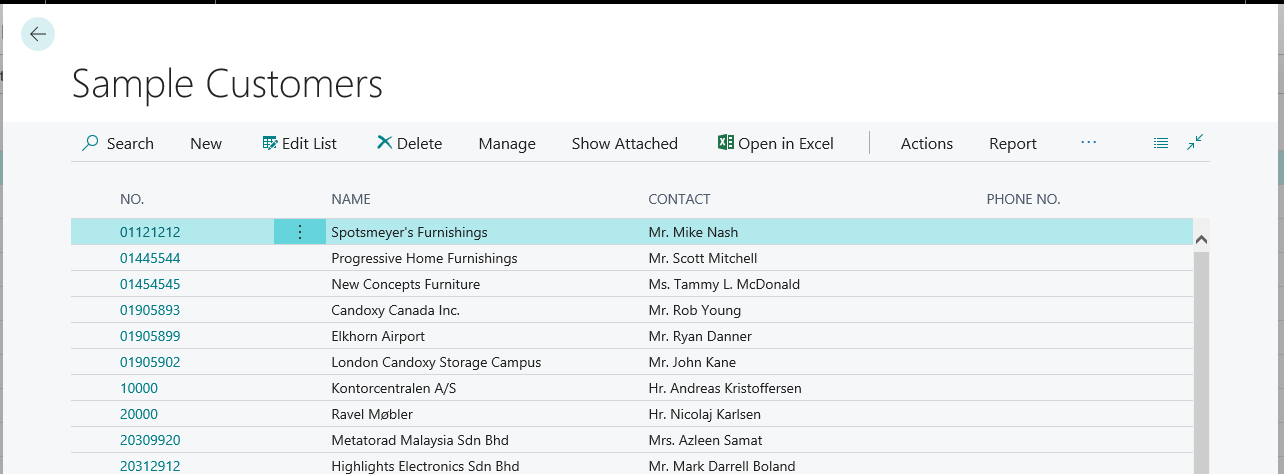 Sample Customers
Search New Edit List Delete Manage Show Attached Open in Excel Actions Report ...
NO. NAME CONTACT PHONE NO.
01121212 Spotsmeyer's Furnishings Mr. Mike Nash
01445544 Progressive Home Furnishings Mr. Scott Mitchell
01454545 New Concepts Furniture Ms. Tammy L. McDonald
01905893 Candoxy Canada Inc. Mr. Rob Young
01905899 Elkhorn Airport Mr. Ryan Danner
01905902 London Candoxy Storage Campus Mr. John Kane
10000 Kontorcentralen A/S Hr. Andreas Kristoffersen
20000 Ravel Møbler Hr. Nicolaj Karlsen
20309920 Metatorad Malaysia Sdn Bhd Mrs. Azleen Samat
20312912 Highlights Electronics Sdn Bhd Mr. Mark Darrell Boland